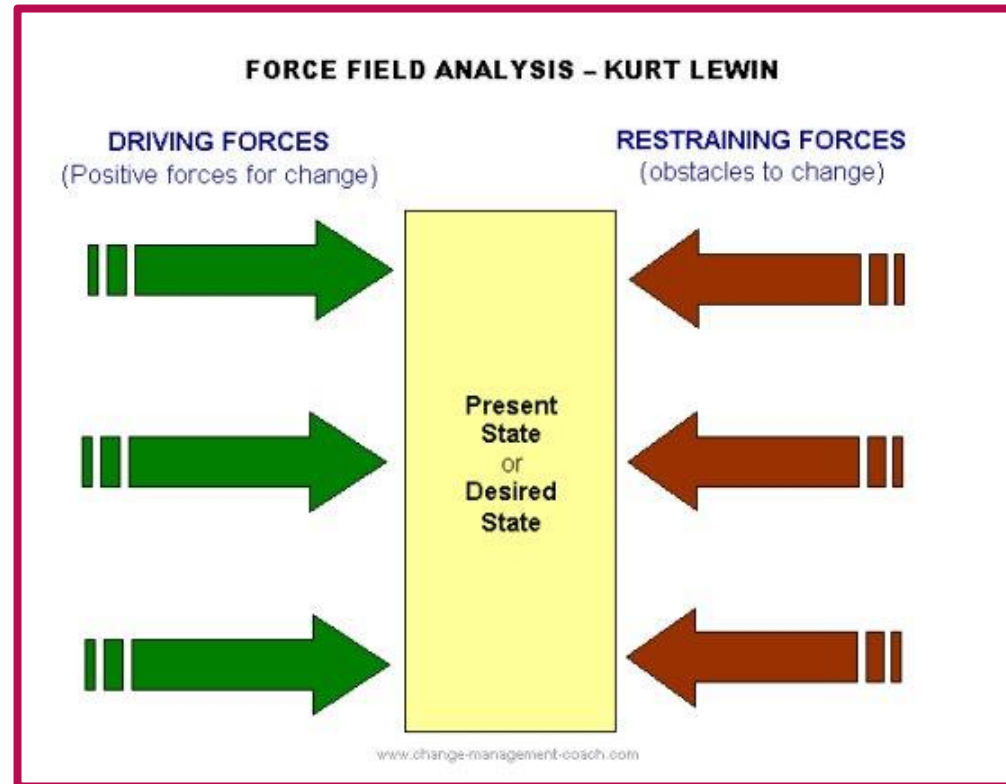 FORCE FIELD ANALYSIS – KURT LEWIN
DRIVING FORCES
(Positive forces for change)
RESTRAINING FORCES
(obstacles to change)
Present
State
or
Desired
State
www.change-management-coach.com